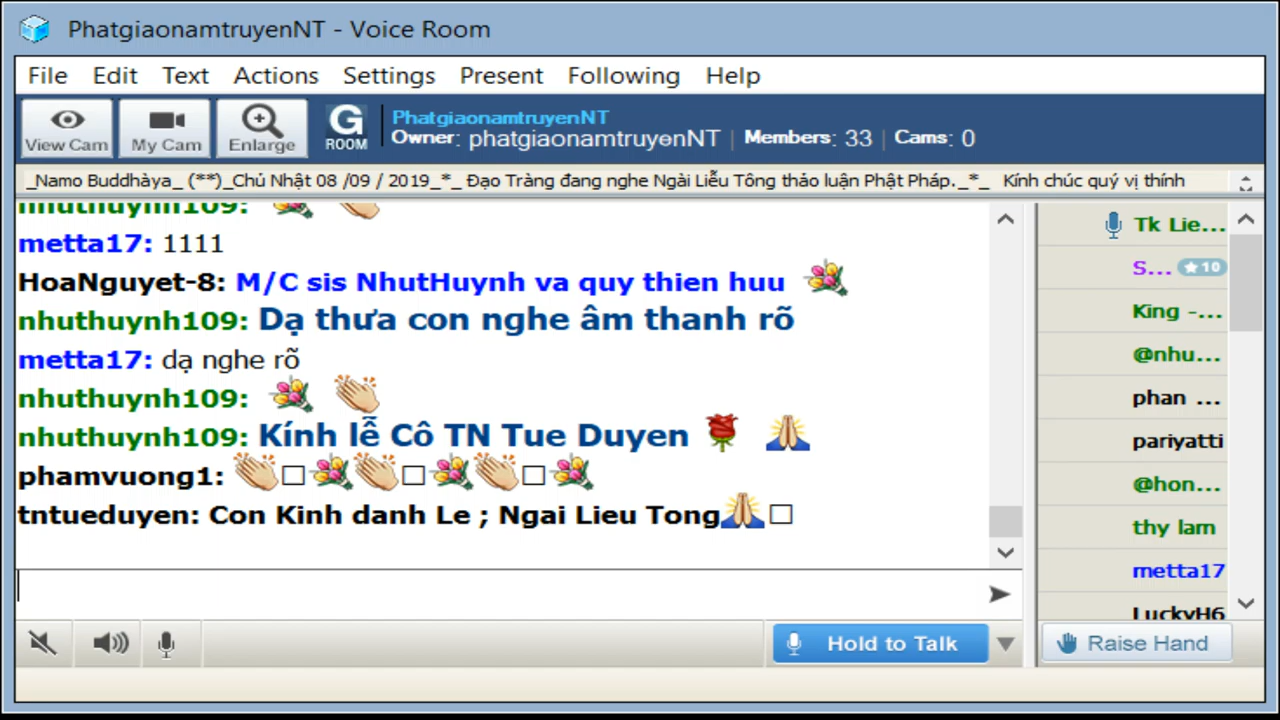 PhatgiaonamtruyenNT - Voice Room
File Edit Text Actions Settings Present Following Help
View Cam My Cam Enlarge G ROOM
PhatgiaonamtruyenNT
Owner: phatgiaonamtruyenNT | Members: 33 | Cams: 0
_Namo Buddhàya_ (**)_Chủ Nhật 08 /09 / 2019_*_ Đạo Tràng đang nghe Ngài Liễu Tông thảo luận Phật Pháp._*_ Kính chúc quý vị thính
nhuthuynh109:
metta17: 1111
HoaNguyet-8: M/C sis NhutHuynh va quy thien huu
nhuthuynh109: Dạ thưa con nghe âm thanh rõ
metta17: dạ nghe rõ
nhuthuynh109:
nhuthuynh109: Kính lễ Cô TN Tue Duyen
phamvuong1:
tntueduyen: Con Kinh danh Le ; Ngai Lieu Tong
Tk Lie...
S... 10
King -...
@nhu...
phan ...
pariyatti
@hon...
thy lam
metta17
LuckyH6
Hold to Talk
Raise Hand